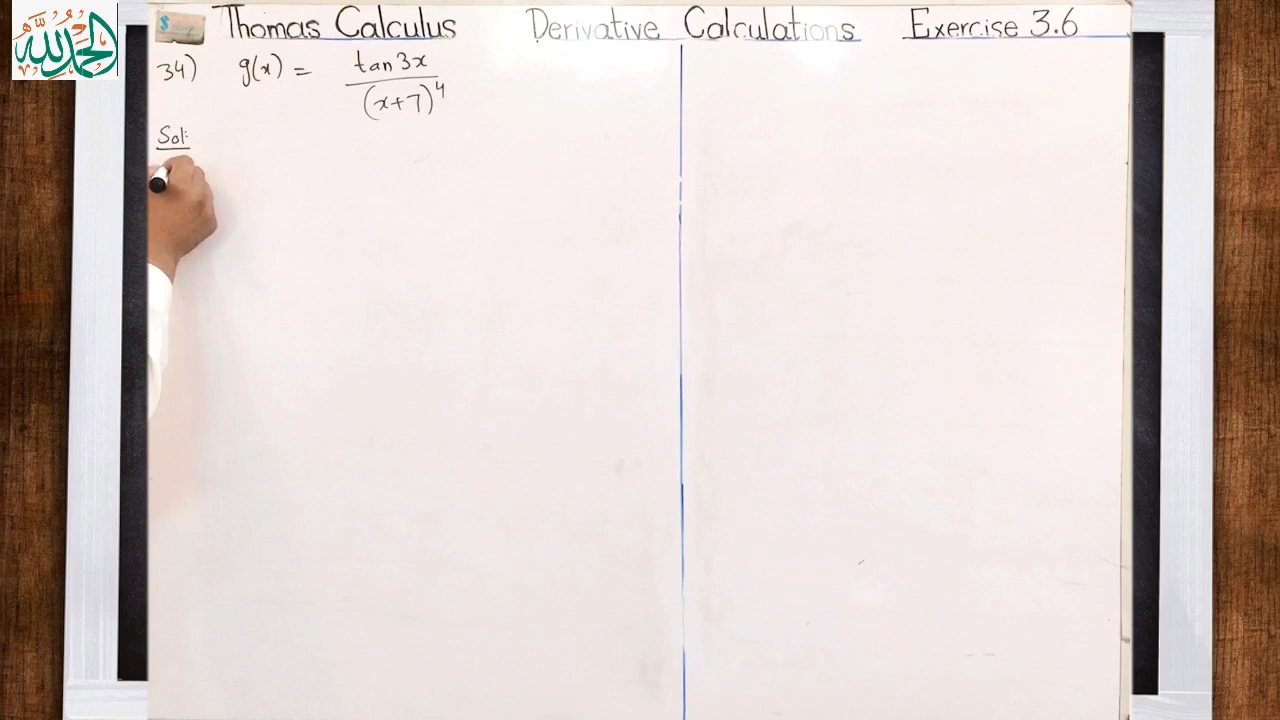 الحمد لله
Thomas Calculus Derivative Calculations Exercise 3.6
34) g(x) = tan 3x / (x+7)^4
Sol: